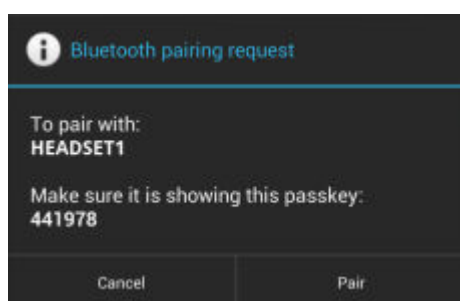 Bluetooth pairing request
To pair with:
HEADSET1
Make sure it is showing this passkey:
441978
Cancel
Pair